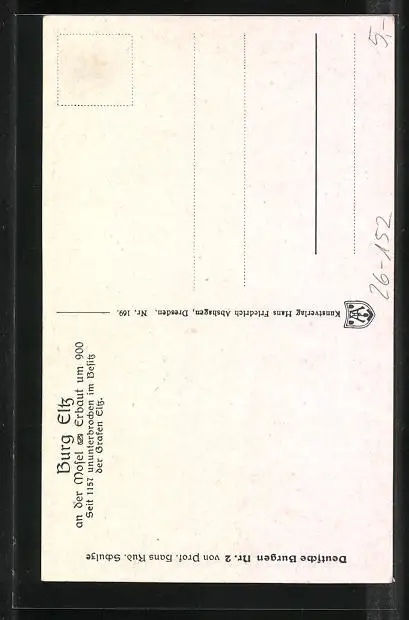 Burg Eltz
an der Mosel Erbaut um 900
Seit 1157 ununterbrochen im Besitz
der Grafen Eltz.
Kunstverlag Hans Friedrich Abshagen, Dresden. Nr. 169.
Deutsche Burgen Nr. 2 von Prof. Hans Rud. Schulze
26-152
5,-